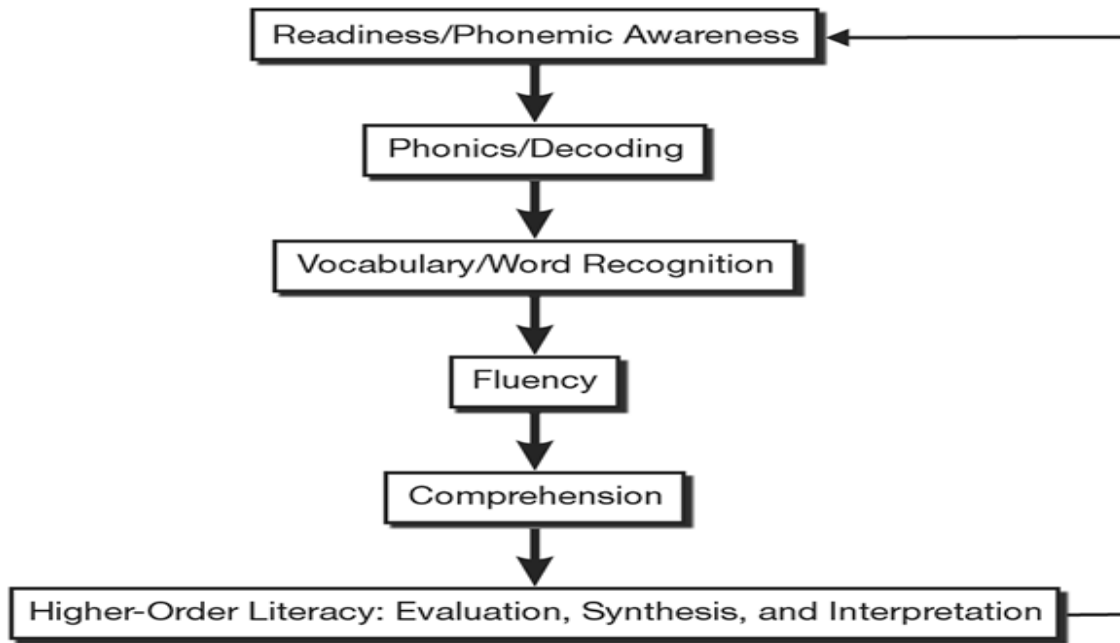 Readiness/Phonemic Awareness
Phonics/Decoding
Vocabulary/Word Recognition
Fluency
Comprehension
Higher-Order Literacy: Evaluation, Synthesis, and Interpretation